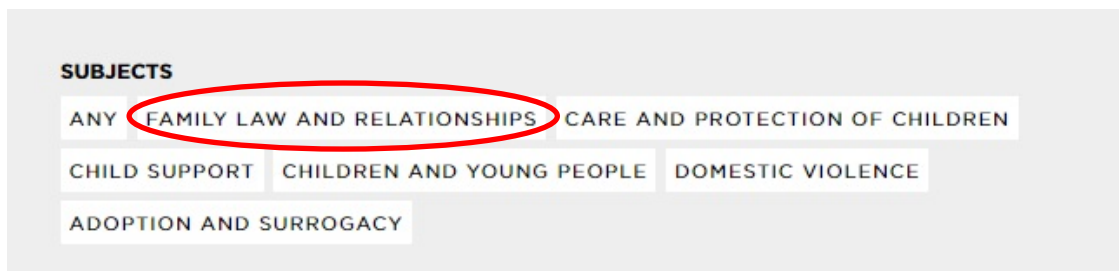 SUBJECTS
ANY FAMILY LAW AND RELATIONSHIPS CARE AND PROTECTION OF CHILDREN
CHILD SUPPORT CHILDREN AND YOUNG PEOPLE DOMESTIC VIOLENCE
ADOPTION AND SURROGACY